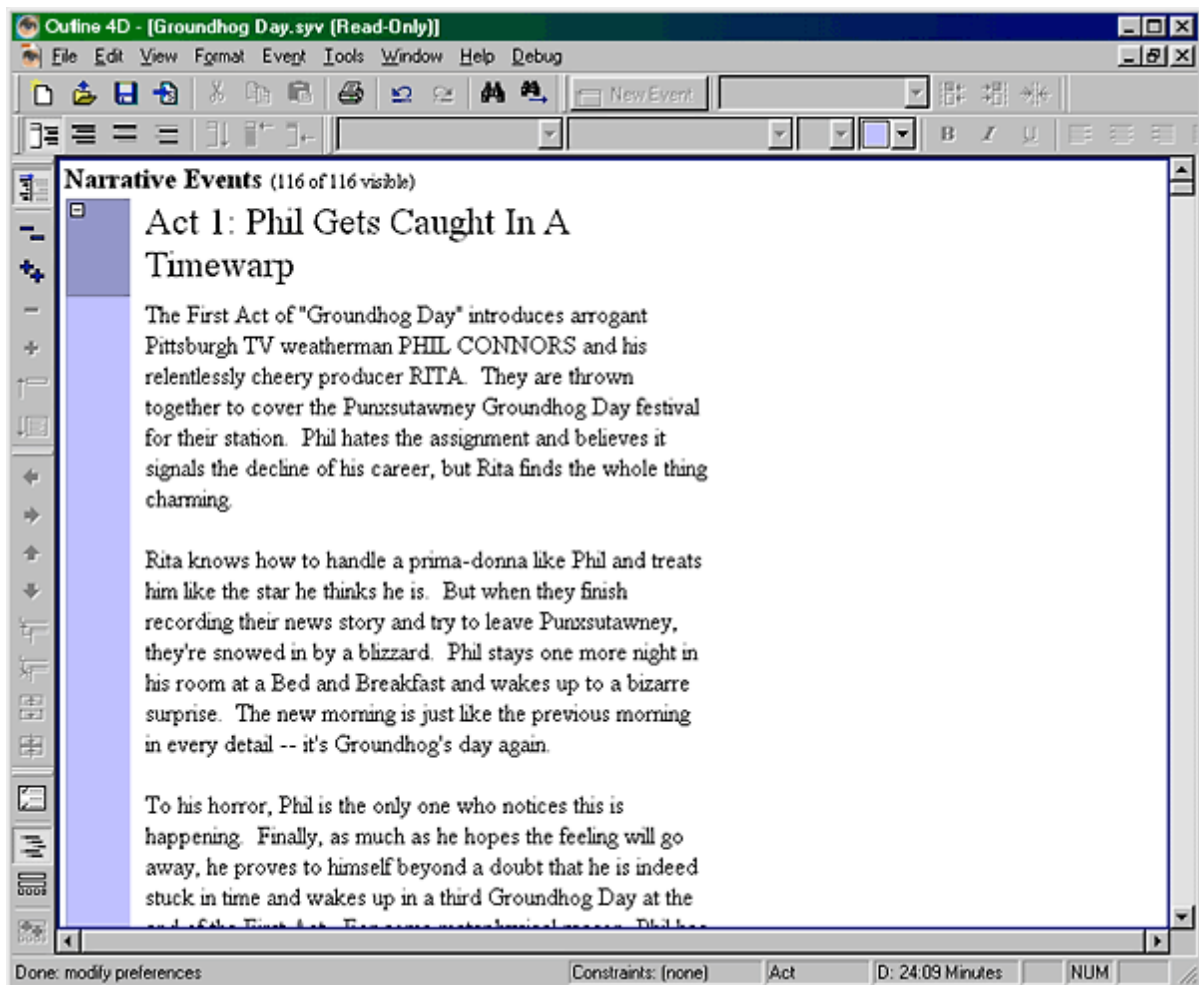 Outline 4D - [Groundhog Day.syv (Read-Only)]
File Edit View Format Event Tools Window Help Debug
New Event
B I U
Narrative Events (116 of 116 visible)
Act 1: Phil Gets Caught In A
Timewarp
The First Act of "Groundhog Day" introduces arrogant
Pittsburgh TV weatherman PHIL CONNORS and his
relentlessly cheery producer RITA. They are thrown
together to cover the Punxsutawney Groundhog Day festival
for their station. Phil hates the assignment and believes it
signals the decline of his career, but Rita finds the whole thing
charming.
Rita knows how to handle a prima-donna like Phil and treats
him like the star he thinks he is. But when they finish
recording their news story and try to leave Punxsutawney,
they're snowed in by a blizzard. Phil stays one more night in
his room at a Bed and Breakfast and wakes up to a bizarre
surprise. The new morning is just like the previous morning
in every detail -- it's Groundhog's day again.
To his horror, Phil is the only one who notices this is
happening. Finally, as much as he hopes the feeling will go
away, he proves to himself beyond a doubt that he is indeed
stuck in time and wakes up in a third Groundhog Day at the
end of the First Act. For some metaphysical reason, Phil has
Done: modify preferences Constraints: (none) Act D: 24:09 Minutes NUM